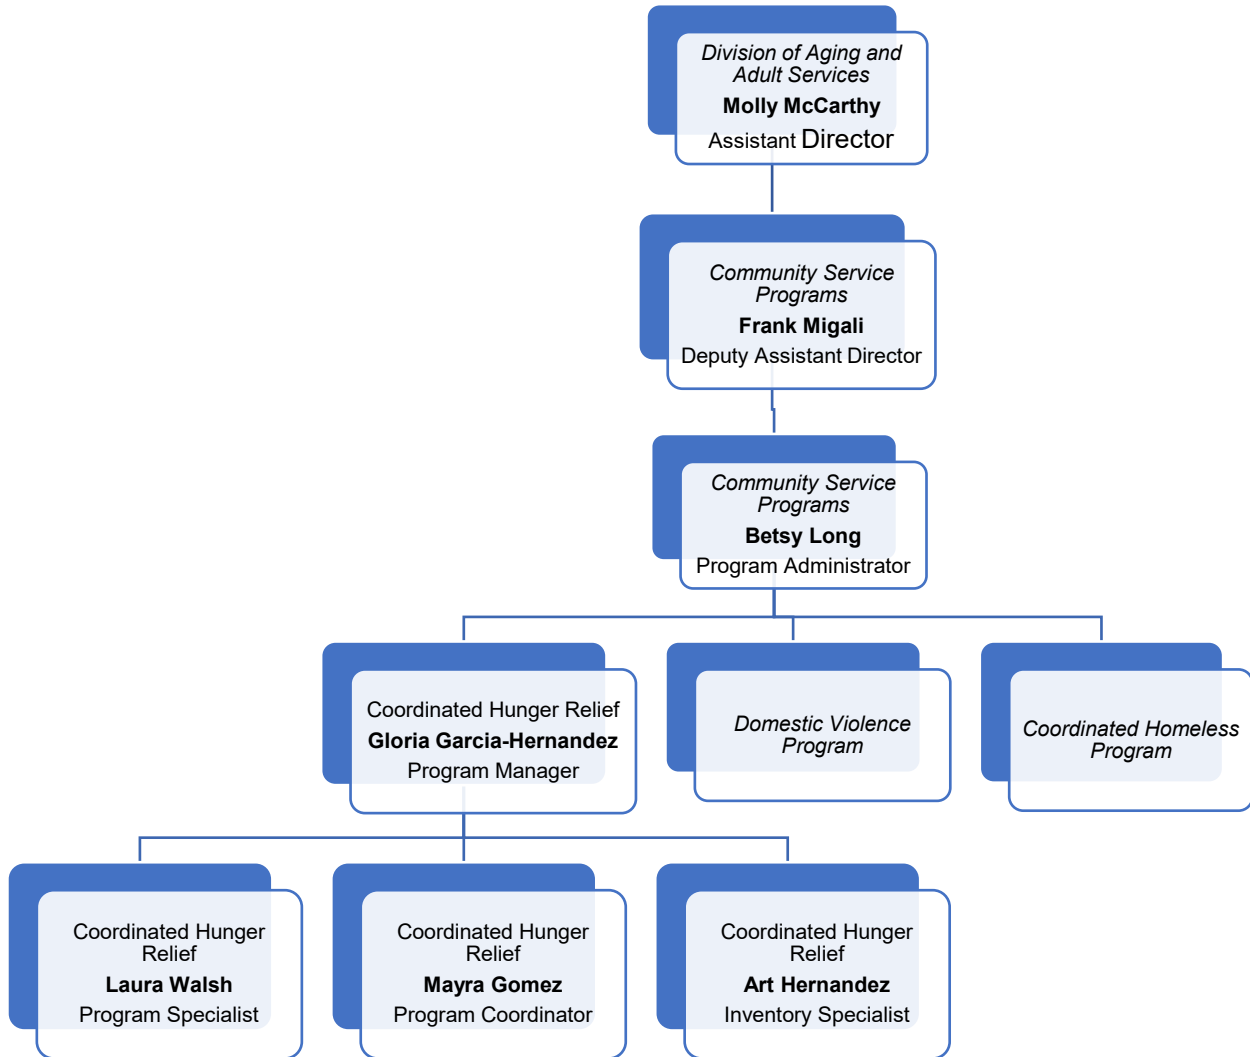 Division of Aging and
Adult Services
Molly McCarthy
Assistant Director
Community Service
Programs
Frank Migali
Deputy Assistant Director
Community Service
Programs
Betsy Long
Program Administrator
Coordinated Hunger Relief
Gloria Garcia-Hernandez
Program Manager
Domestic Violence
Program
Coordinated Homeless
Program
Coordinated Hunger
Relief
Laura Walsh
Program Specialist
Coordinated Hunger
Relief
Mayra Gomez
Program Coordinator
Coordinated Hunger
Relief
Art Hernandez
Inventory Specialist